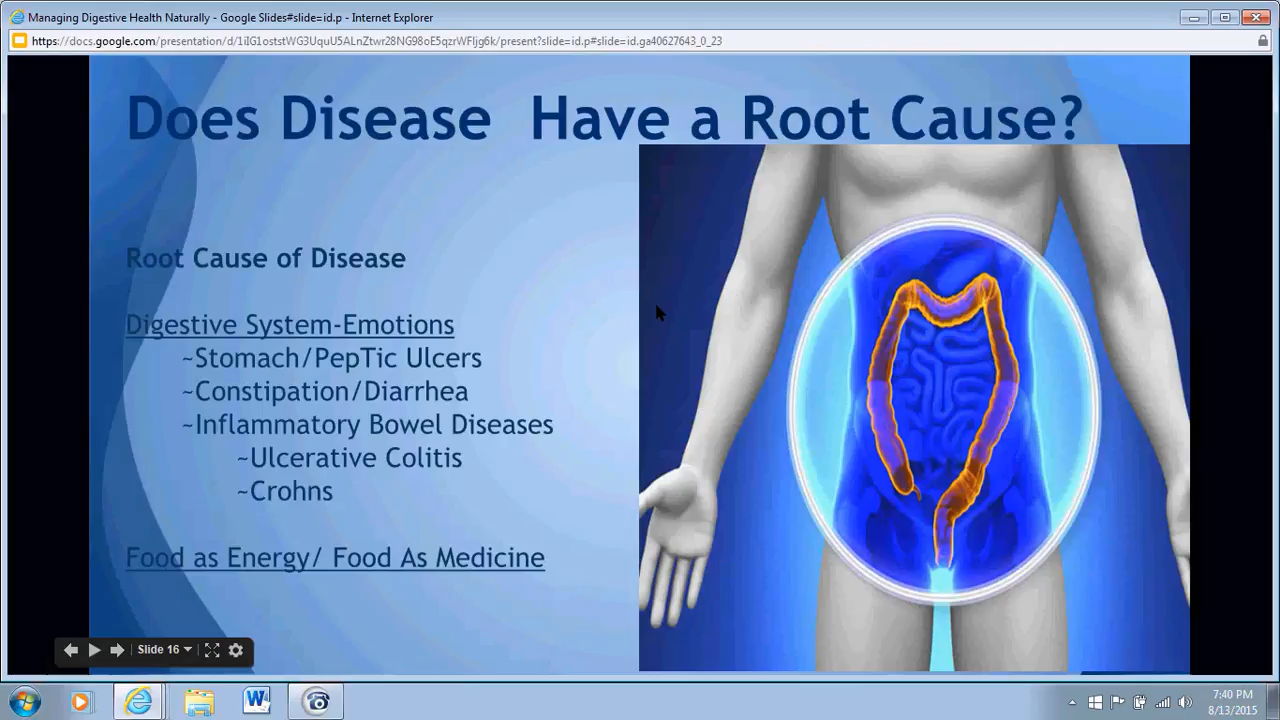 Managing Digestive Health Naturally - Google Slides#slide=id.p - Internet Explorer
https://docs.google.com/presentation/d/1iIG1oststWG3UquU5ALnZtwr28NG98oE5qzrWFIjg6k/present?slide=id.p#slide=id.ga40627643_0_23
Does Disease Have a Root Cause?
Root Cause of Disease
Digestive System-Emotions
~Stomach/PepTic Ulcers
~Constipation/Diarrhea
~Inflammatory Bowel Diseases
~Ulcerative Colitis
~Crohns
Food as Energy/ Food As Medicine
Slide 16
7:40 PM
8/13/2015